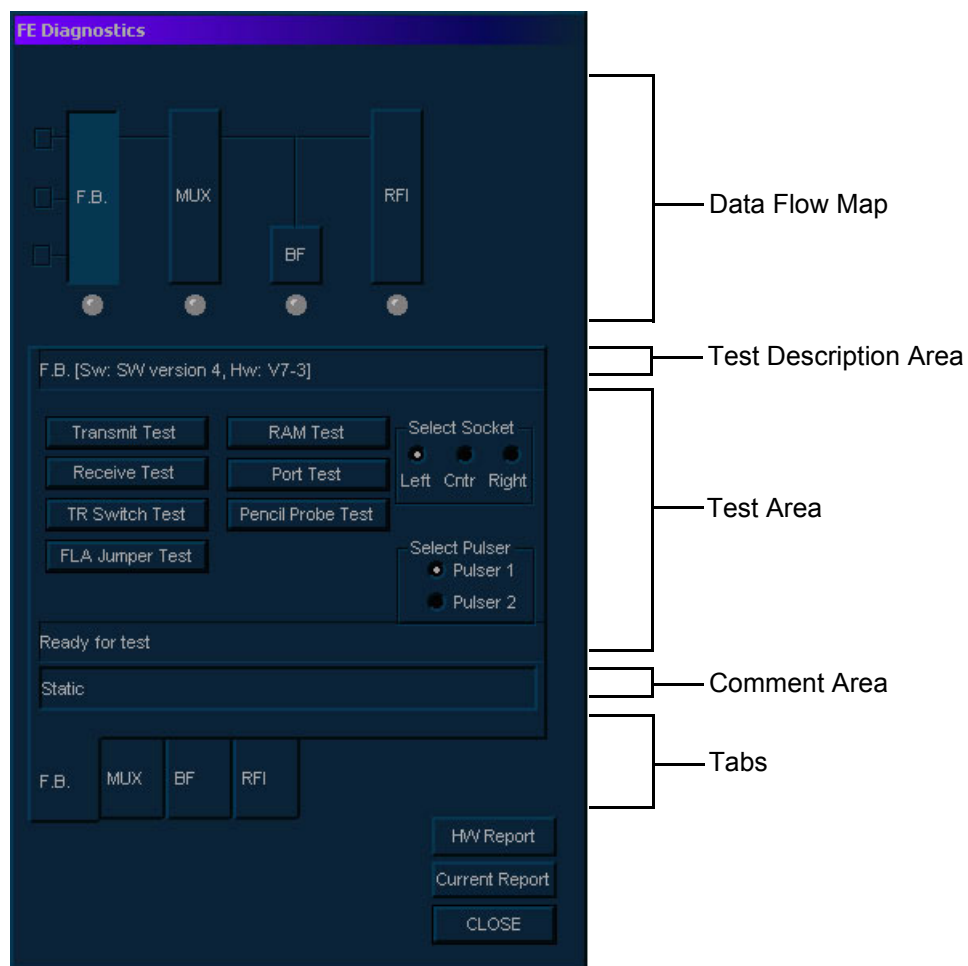 FE Diagnostics
F.B.
MUX
BF
RFI
Data Flow Map
F.B. [Sw: SW version 4, Hw: V7-3]
Test Description Area
Transmit Test
RAM Test
Select Socket
Receive Test
Port Test
Left Cntr Right
TR Switch Test
Pencil Probe Test
FLA Jumper Test
Select Pulser
Pulser 1
Pulser 2
Test Area
Ready for test
Static
Comment Area
F.B.
MUX
BF
RFI
Tabs
HW Report
Current Report
CLOSE